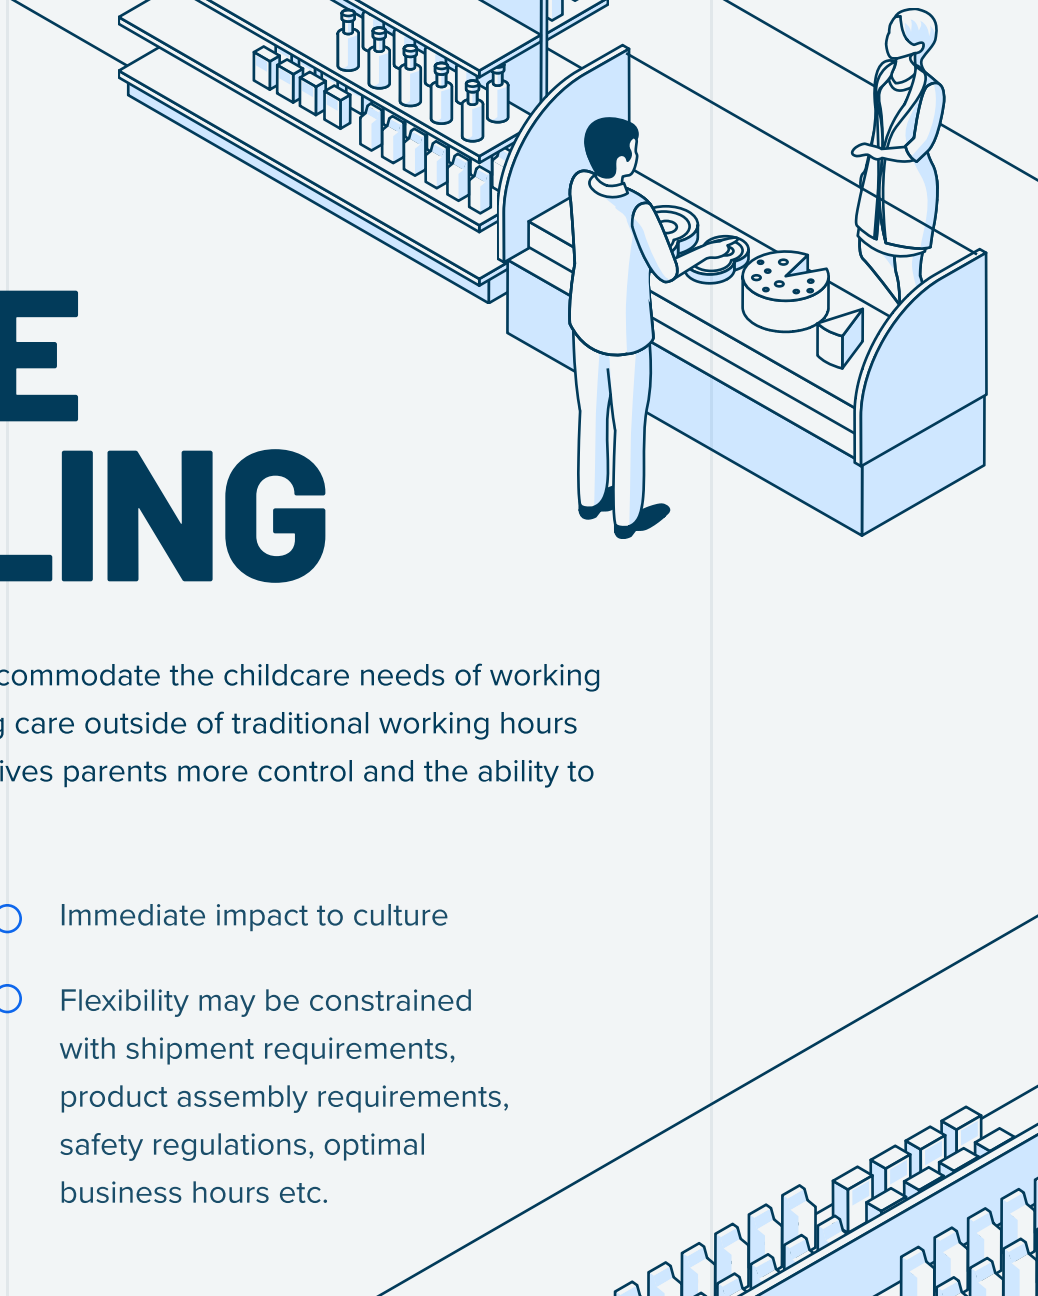 E
LING
commodate the childcare needs of working
g care outside of traditional working hours
ives parents more control and the ability to
Immediate impact to culture
Flexibility may be constrained
with shipment requirements,
product assembly requirements,
safety regulations, optimal
business hours etc.